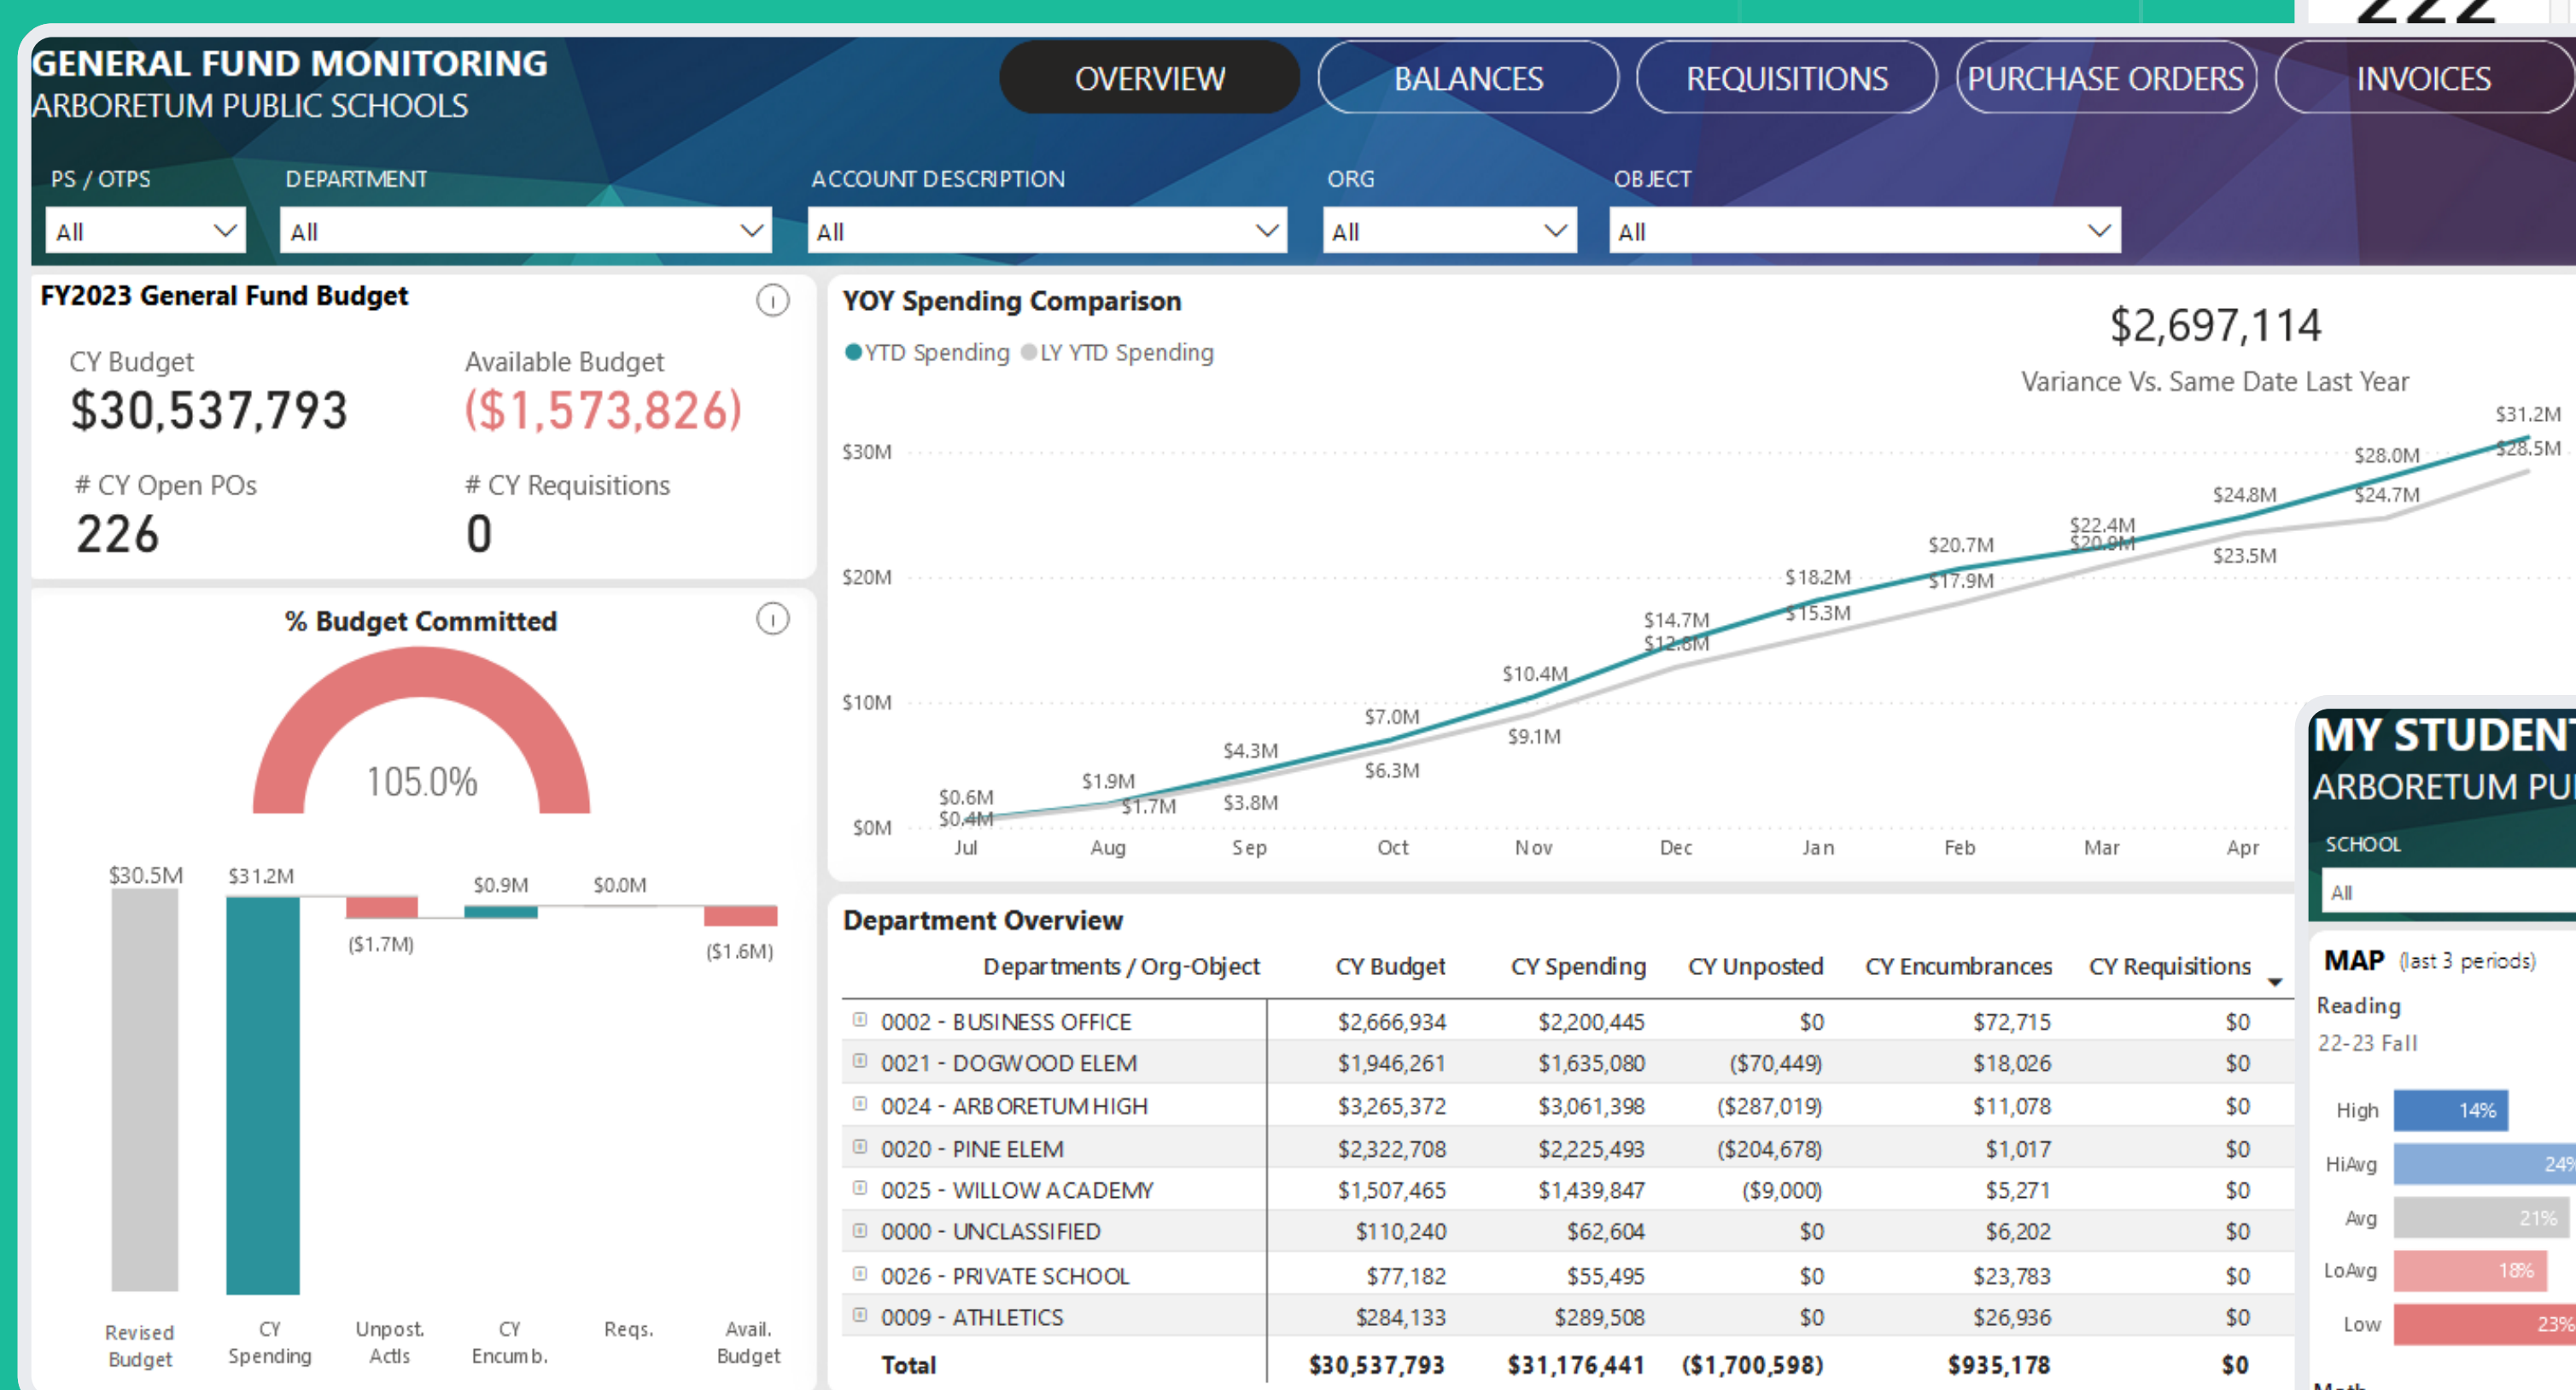 222
GENERAL FUND MONITORING
ARBORETUM PUBLIC SCHOOLS
OVERVIEW BALANCES REQUISITIONS PURCHASE ORDERS INVOICES
PS / OTPS DEPARTMENT ACCOUNT DESCRIPTION ORG OBJECT
All All All All All
FY2023 General Fund Budget
CY Budget Available Budget
$30,537,793 ($1,573,826)
# CY Open POs # CY Requisitions
226 0
% Budget Committed
105.0%
$30.5M $31.2M ($1.7M) $0.9M $0.0M ($1.6M)
Revised Budget
CY Spending
Unpost. Actls
CY Encumb.
Reqs.
Avail. Budget
YOY Spending Comparison
YTD Spending LY YTD Spending
$2,697,114
Variance Vs. Same Date Last Year
$30M
$20M
$10M
$0M
$0.6M $1.9M $4.3M $7.0M $10.4M $14.7M $18.2M $20.7M $22.4M $24.8M $28.0M $31.2M
$0.4M $1.7M $3.8M $6.3M $9.1M $12.8M $15.3M $17.9M $20.9M $23.5M $24.7M $28.5M
Jul Aug Sep Oct Nov Dec Jan Feb Mar Apr
Department Overview
Departments / Org-Object CY Budget CY Spending CY Unposted CY Encumbrances CY Requisitions
0002 - BUSINESS OFFICE $2,666,934 $2,200,445 $0 $72,715 $0
0021 - DOGWOOD ELEM $1,946,261 $1,635,080 ($70,449) $18,026 $0
0024 - ARBORETUM HIGH $3,265,372 $3,061,398 ($287,019) $11,078 $0
0020 - PINE ELEM $2,322,708 $2,225,493 ($204,678) $1,017 $0
0025 - WILLOW ACADEMY $1,507,465 $1,439,847 ($9,000) $5,271 $0
0000 - UNCLASSIFIED $110,240 $62,604 $0 $6,202 $0
0026 - PRIVATE SCHOOL $77,182 $55,495 $0 $23,783 $0
0009 - ATHLETICS $284,133 $289,508 $0 $26,936 $0
Total $30,537,793 $31,176,441 ($1,700,598) $935,178 $0
MY STUDENT
ARBORETUM PU
SCHOOL
All
MAP (last 3 periods)
Reading
22-23 Fall
High 14%
HiAvg 24%
Avg 21%
LoAvg 18%
Low 23%